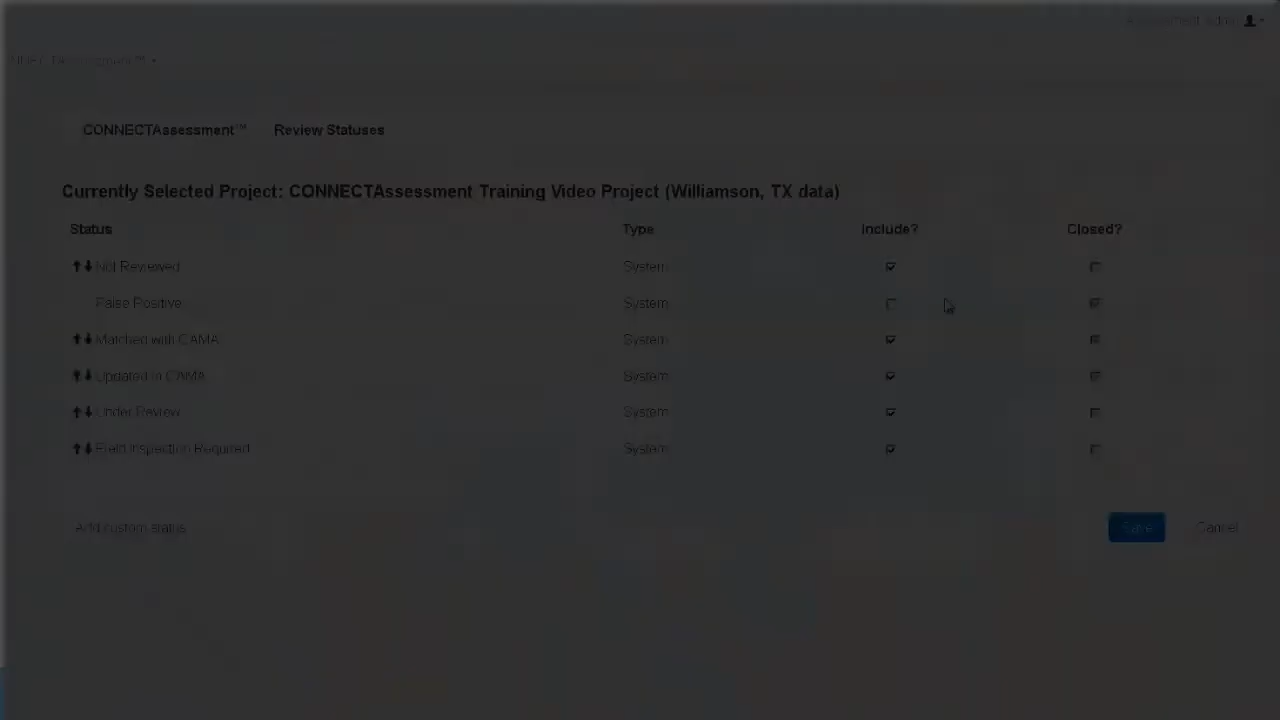 CONNECTAssessment™
CONNECTAssessment™ Review Statuses
Currently Selected Project: CONNECTAssessment Training Video Project (Williamson, TX data)
Status Type Include? Closed?
Not Reviewed System
False Positive System
Matched with CAMA System
Updated in CAMA System
Under Review System
Field Inspection Required System
Add custom status Save Cancel